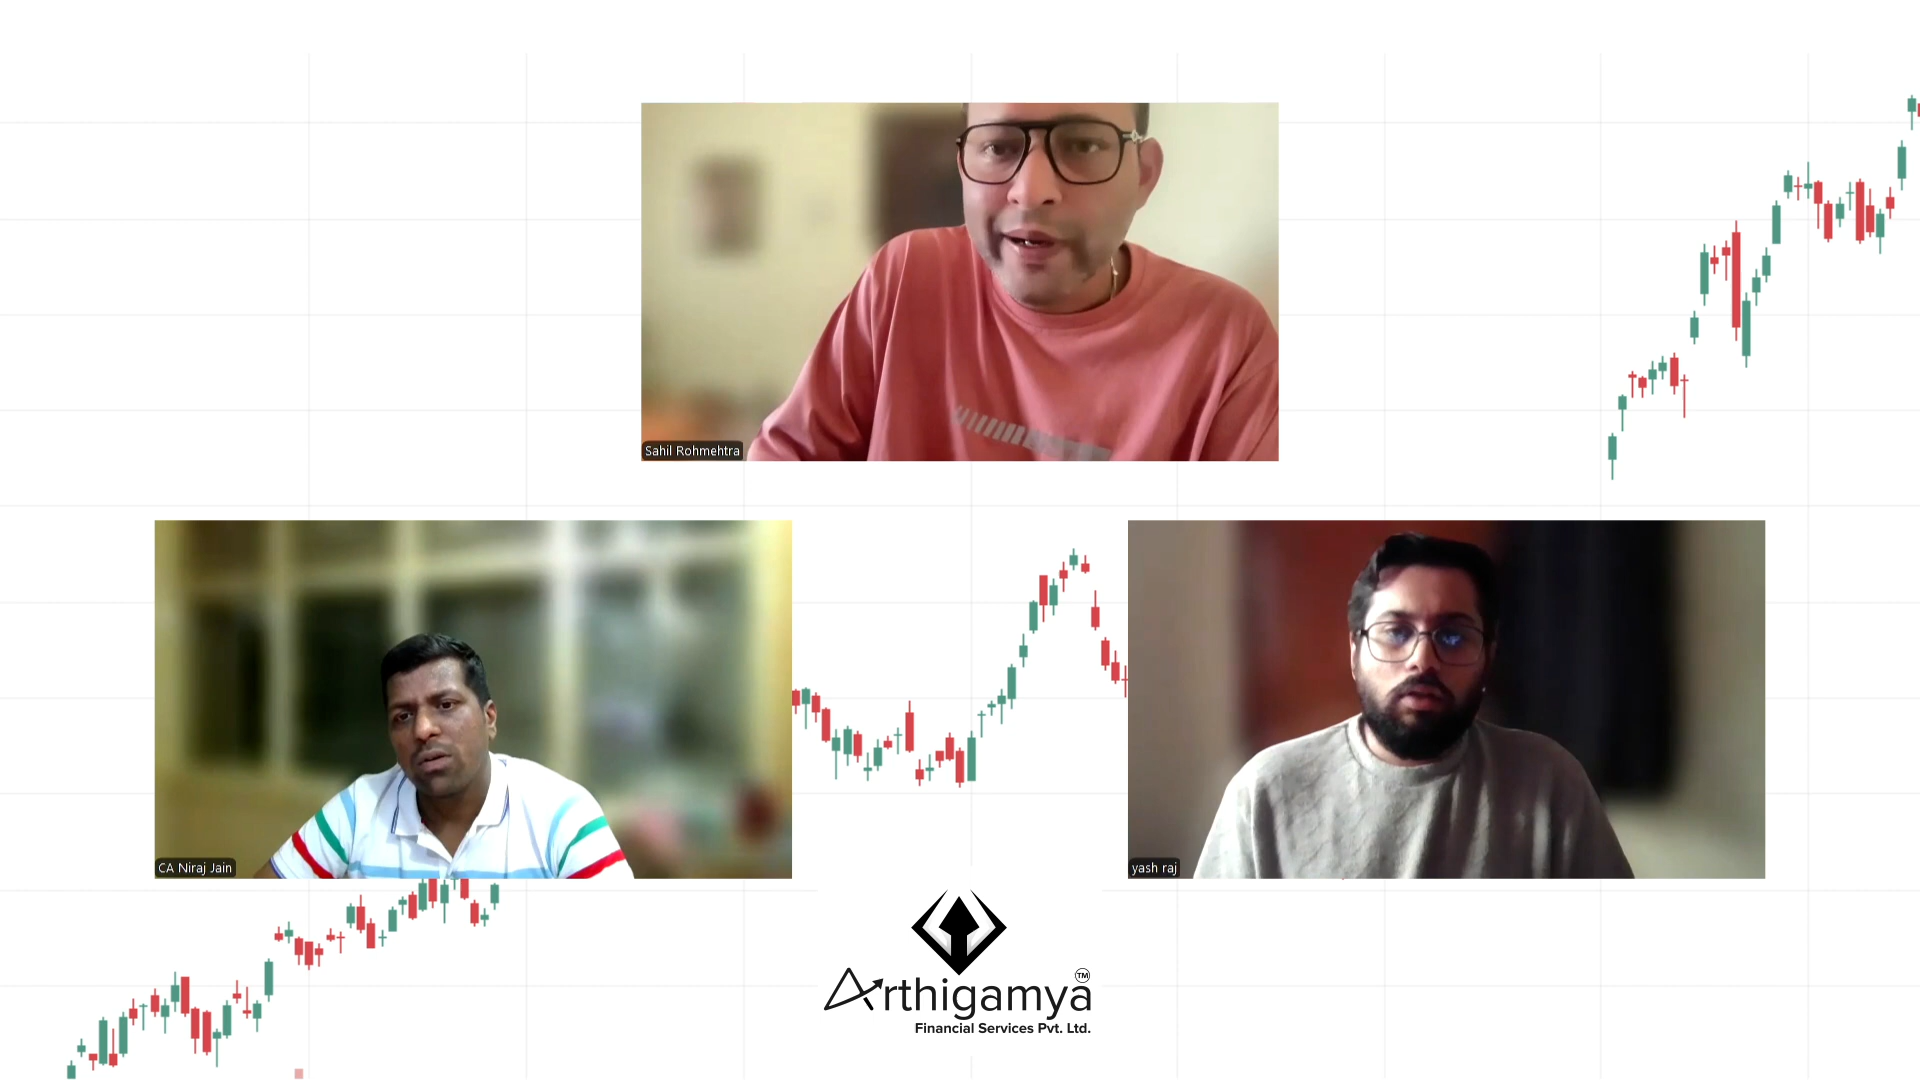 Sahil Rohmehtra
CA Niraj Jain
yash raj
Arthigamya TM
Financial Services Pvt. Ltd.